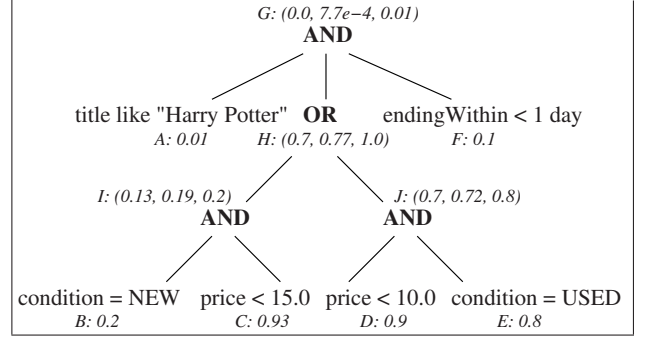 G: (0.0, 7.7e−4, 0.01)
AND
title like "Harry Potter" OR endingWithin < 1 day
A: 0.01 H: (0.7, 0.77, 1.0) F: 0.1
I: (0.13, 0.19, 0.2) J: (0.7, 0.72, 0.8)
AND AND
condition = NEW price < 15.0 price < 10.0 condition = USED
B: 0.2 C: 0.93 D: 0.9 E: 0.8